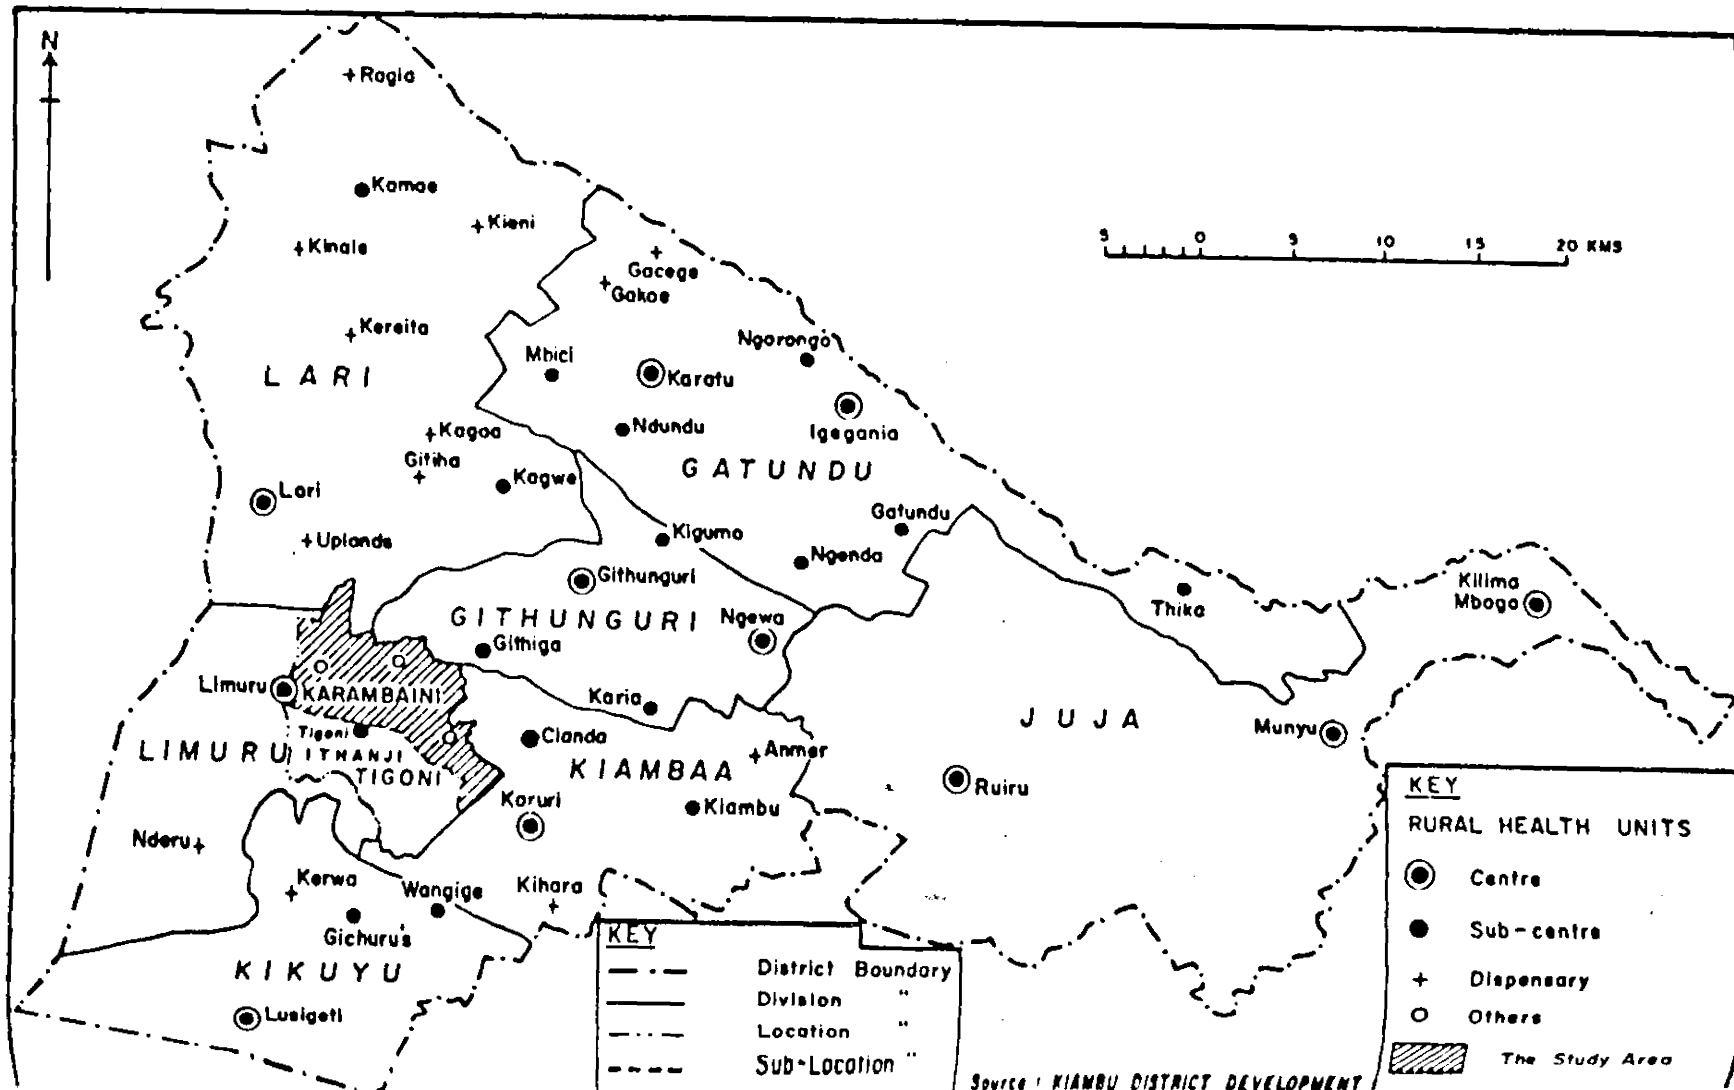 N
Ragia
Kamae
Kieni
Kinale
Gacege
Gakoe
5 0 5 10 15 20 KMS
Kereita
Ngorongo
Mbici
LARI
Karatu
Ndundu
Igegania
Kagoa
Gitiha
GATUNDU
Kagwe
Lari
Gatundu
Uplands
Kigumo
Ngenda
Githunguri
Thika
Kilima
Mbogo
GITHUNGURI
Ngewa
Githiga
Limuru
KARAMBAINI
Karia
JUJA
Munyu
Tigoni
Cianda
LIMURU
ITHANJI
TIGONI
KIAMBAA
Anmer
Ruiru
Karuri
Kiambu
Nderu
Kerwa
Wangige
Kihara
Gichuru's
KIKUYU
Lusigeti
KEY
District Boundary
Division "
Location "
Sub-Location "
KEY
RURAL HEALTH UNITS
Centre
Sub-centre
Dispensary
Others
The Study Area
Source : KIAMBU DISTRICT DEVELOPMENT